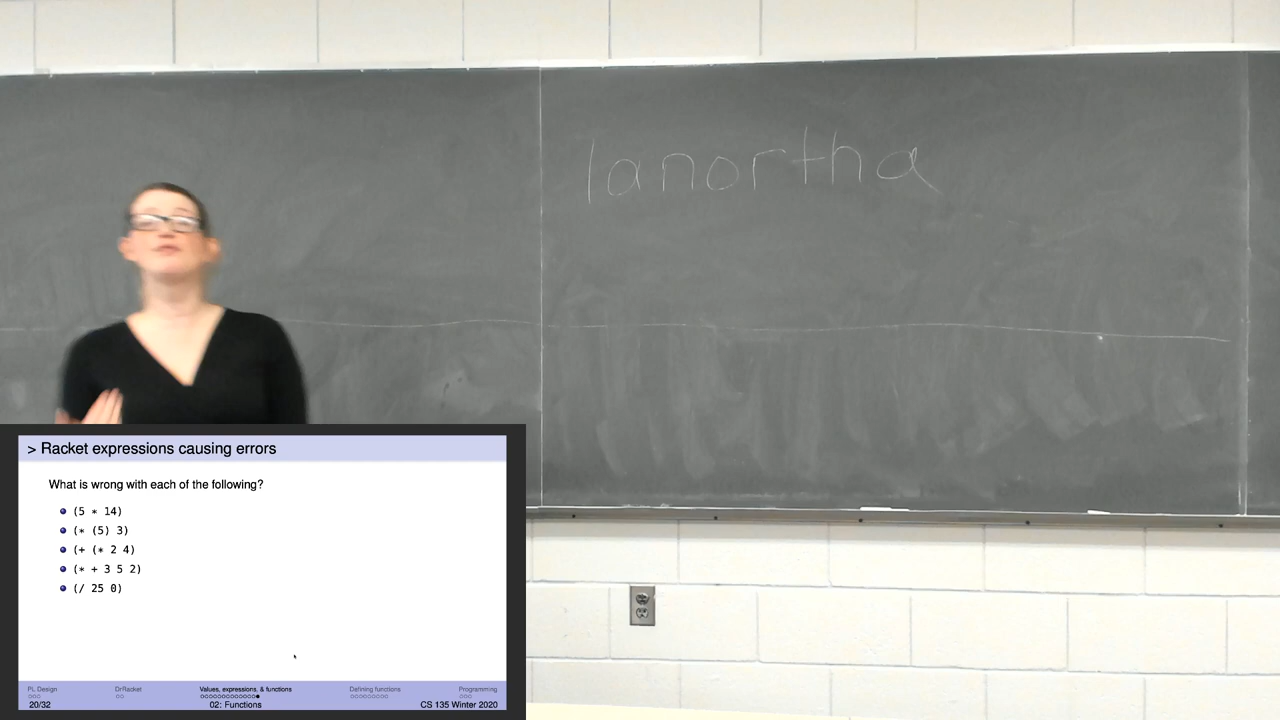 lanortha
> Racket expressions causing errors
What is wrong with each of the following?
(5 * 14)
(* (5) 3)
(+ (* 2 4)
(* + 3 5 2)
(/ 25 0)
PL Design DrRacket Values, expressions, & functions Defining functions Programming
20/32 02: Functions CS 135 Winter 2020